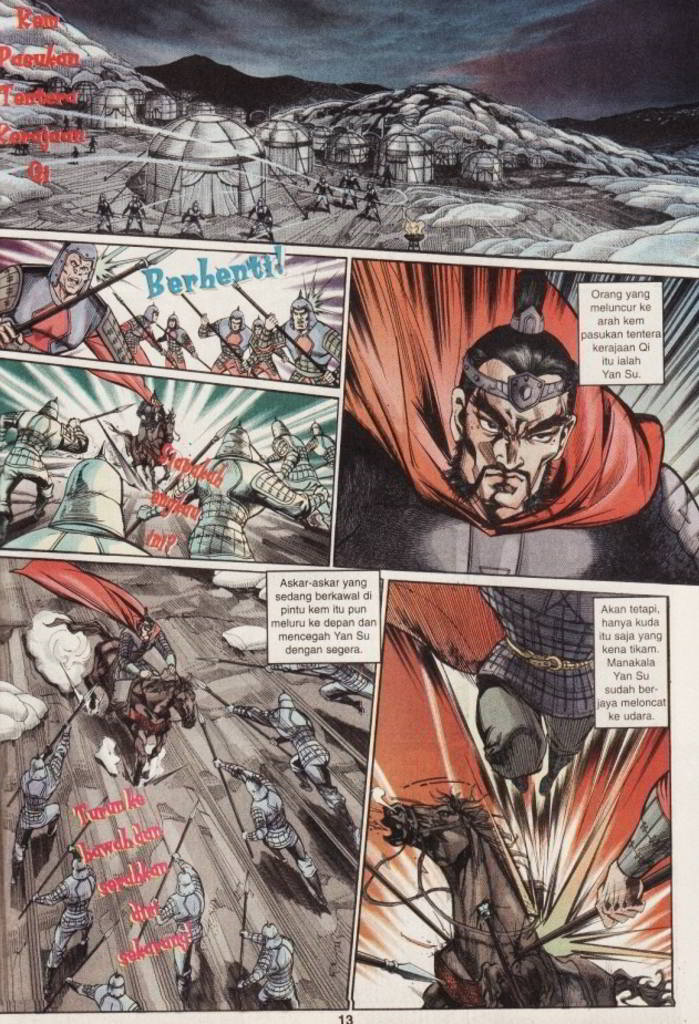 Kem
Pasukan
Tentera
Kerajaan
Qi
Berhenti!
Orang yang
meluncur ke
arah kem
pasukan tentera
kerajaan Qi
itu ialah
Yan Su.
Siapakah
engkau
ini?
Askar-askar yang
sedang berkawal di
pintu kem itu pun
meluru ke depan dan
mencegah Yan Su
dengan segera.
Turun ke
bawah dan
serahkan
diri
sekarang!
Akan tetapi,
hanya kuda
itu saja yang
kena tikam.
Manakala
Yan Su
sudah ber-
jaya meloncat
ke udara.
13